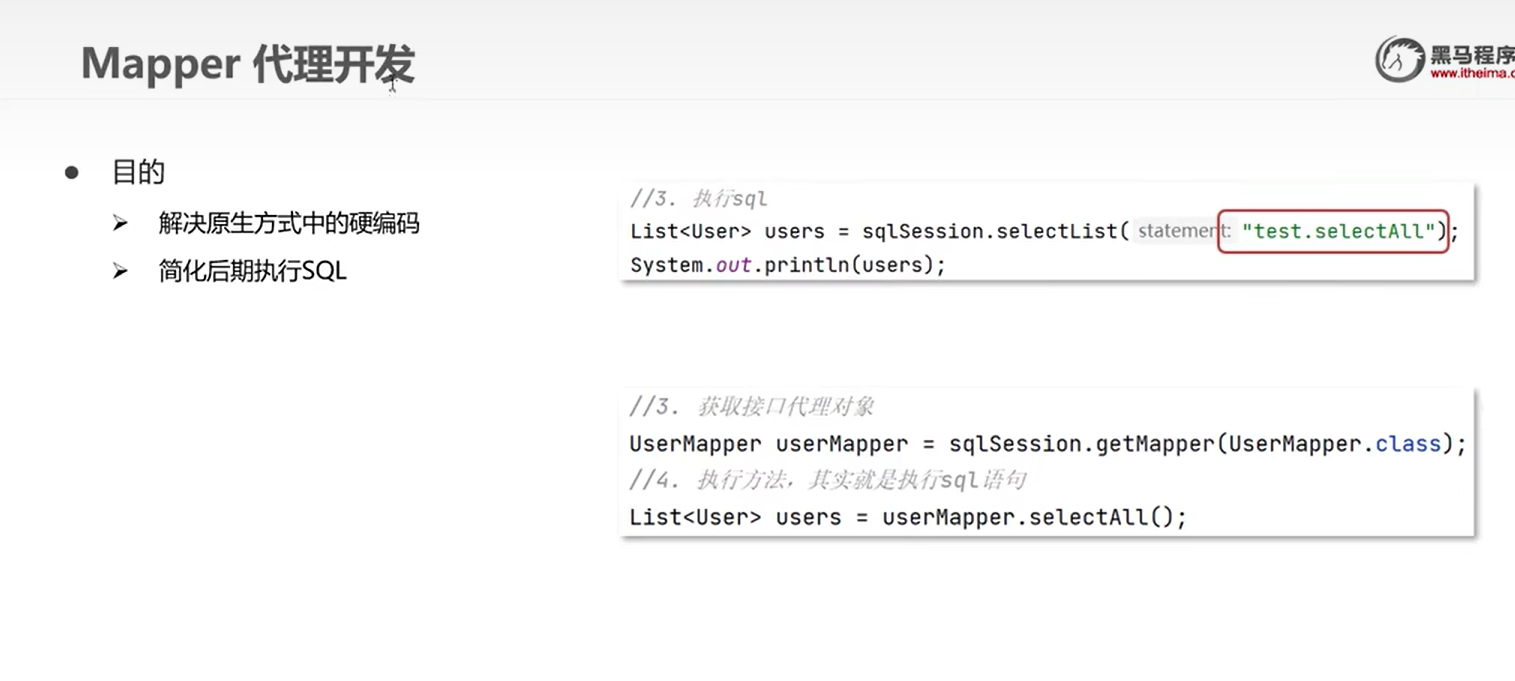 Mapper 代理开发
黑马程序
www.itheima.c
目的
解决原生方式中的硬编码
简化后期执行SQL
//3. 执行sql
List<User> users = sqlSession.selectList( statement: "test.selectAll");
System.out.println(users);
//3. 获取接口代理对象
UserMapper userMapper = sqlSession.getMapper(UserMapper.class);
//4. 执行方法，其实就是执行sql语句
List<User> users = userMapper.selectAll();